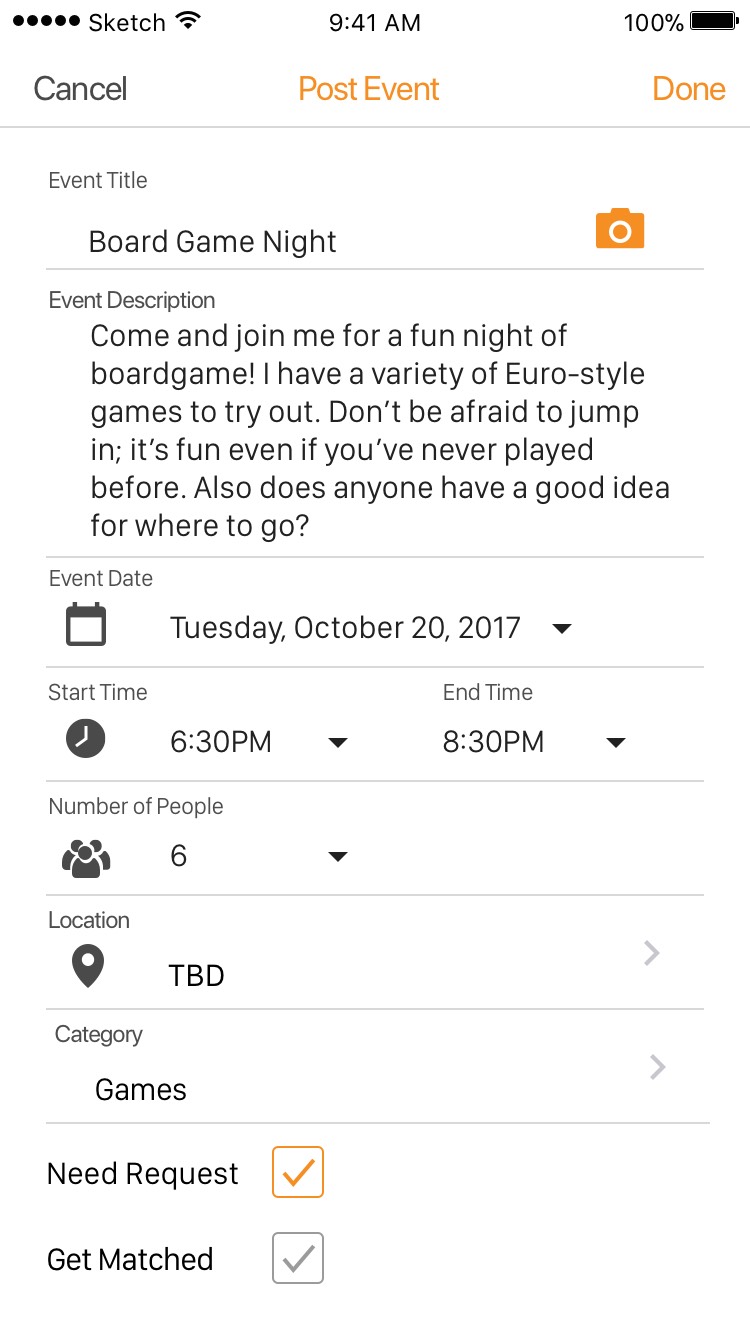 Sketch 9:41 AM 100%
Cancel Post Event Done
Event Title
Board Game Night
Event Description
Come and join me for a fun night of
boardgame! I have a variety of Euro-style
games to try out. Don’t be afraid to jump
in; it’s fun even if you’ve never played
before. Also does anyone have a good idea
for where to go?
Event Date
Tuesday, October 20, 2017
Start Time End Time
6:30PM 8:30PM
Number of People
6
Location
TBD
Category
Games
Need Request
Get Matched